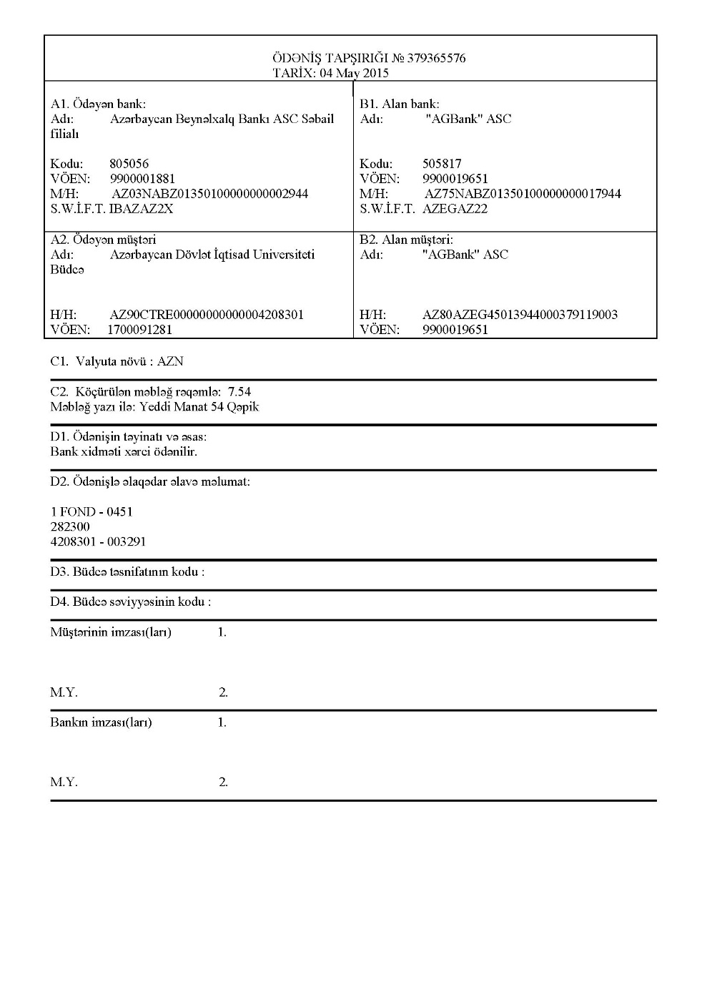 ÖDƏNİŞ TAPŞIRIĞI № 379365576
TARİX: 04 May 2015
A1. Ödəyən bank:
Adı: Azərbaycan Beynəlxalq Bankı ASC Səbail
filialı
Kodu: 805056
VÖEN: 9900001881
M/H: AZ03NABZ01350100000000002944
S.W.İ.F.T. IBAZAZ2X
B1. Alan bank:
Adı: "AGBank" ASC
Kodu: 505817
VÖEN: 9900019651
M/H: AZ75NABZ01350100000000017944
S.W.İ.F.T. AZEGAZ22
A2. Ödəyən müştəri
Adı: Azərbaycan Dövlət İqtisad Universiteti
Büdcə
H/H: AZ90CTRE00000000000004208301
VÖEN: 1700091281
B2. Alan müştəri:
Adı: "AGBank" ASC
H/H: AZ80AZEG45013944000379119003
VÖEN: 9900019651
C1. Valyuta növü : AZN
C2. Köçürülən məbləğ rəqəmlə: 7.54
Məbləğ yazı ilə: Yeddi Manat 54 Qəpik
D1. Ödənişin təyinatı və əsas:
Bank xidməti xərci ödənilir.
D2. Ödənişlə əlaqədar əlavə məlumat:
1 FOND - 0451
282300
4208301 - 003291
D3. Büdcə təsnifatının kodu :
D4. Büdcə səviyyəsinin kodu :
Müştərinin imzası(ları) 1.
M.Y. 2.
Bankın imzası(ları) 1.
M.Y. 2.